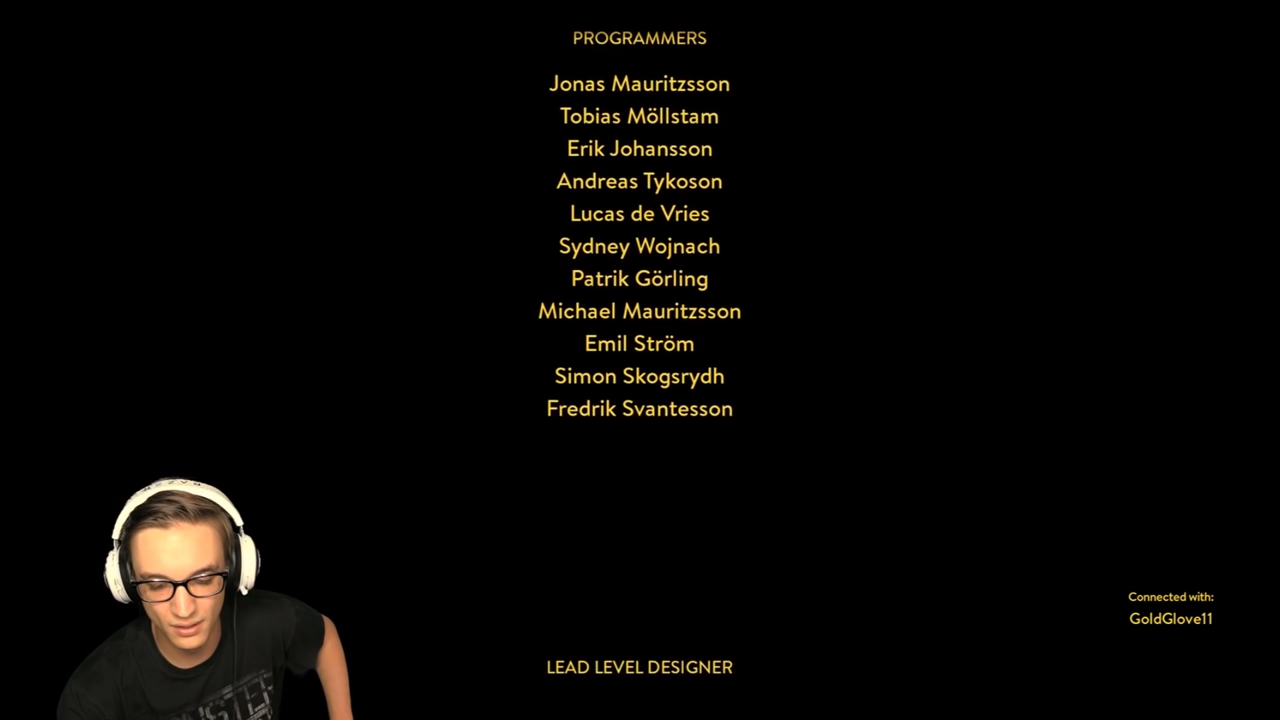 PROGRAMMERS
Jonas Mauritzsson
Tobias Möllstam
Erik Johansson
Andreas Tykoson
Lucas de Vries
Sydney Wojnach
Patrik Görling
Michael Mauritzsson
Emil Ström
Simon Skogsrydh
Fredrik Svantesson
Connected with:
GoldGlove11
LEAD LEVEL DESIGNER